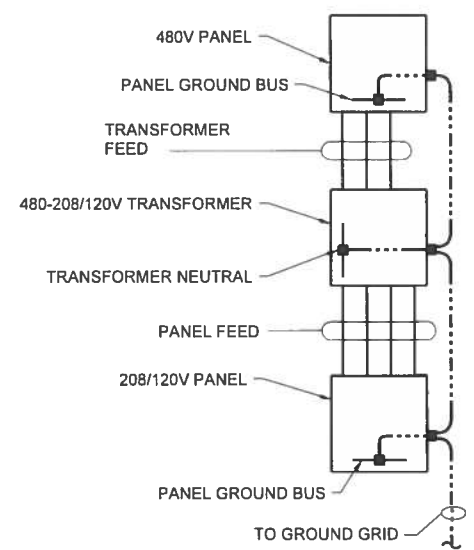 480V PANEL
PANEL GROUND BUS
TRANSFORMER
FEED
480-208/120V TRANSFORMER
TRANSFORMER NEUTRAL
PANEL FEED
208/120V PANEL
PANEL GROUND BUS
TO GROUND GRID